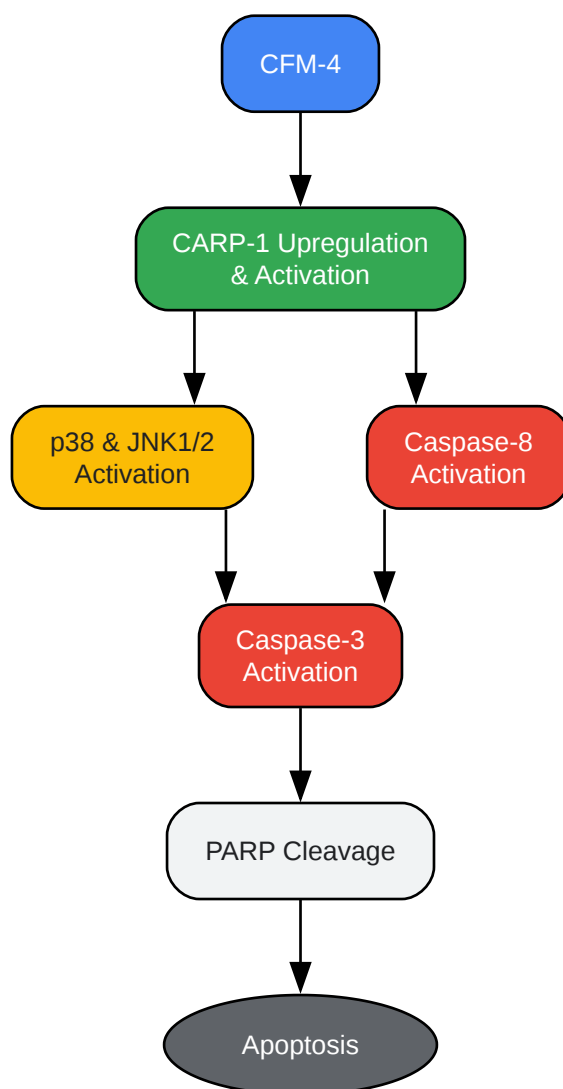 CFM-4
CARP-1 Upregulation
& Activation
p38 & JNK1/2
Activation
Caspase-8
Activation
Caspase-3
Activation
PARP Cleavage
Apoptosis